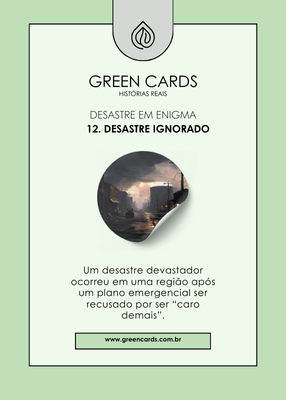 GREEN CARDS
HISTÓRIAS REAIS
DESASTRE EM ENIGMA
12. DESASTRE IGNORADO
Um desastre devastador
ocorreu em uma região após
um plano emergencial ser
recusado por ser “caro
demais”.
www.greencards.com.br